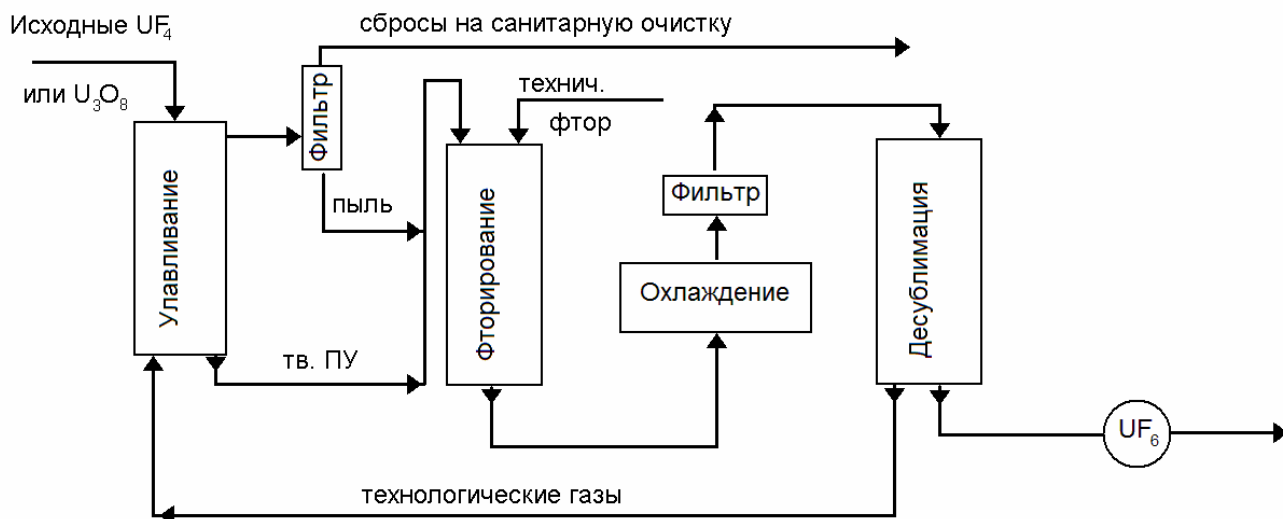 Исходные UF₄
или U₃O₈
сбросы на санитарную очистку
Фильтр
технич.
фтор
Улавливание
пыль
Фторирование
Фильтр
Охлаждение
Десублимация
тв. ПУ
UF₆
технологические газы